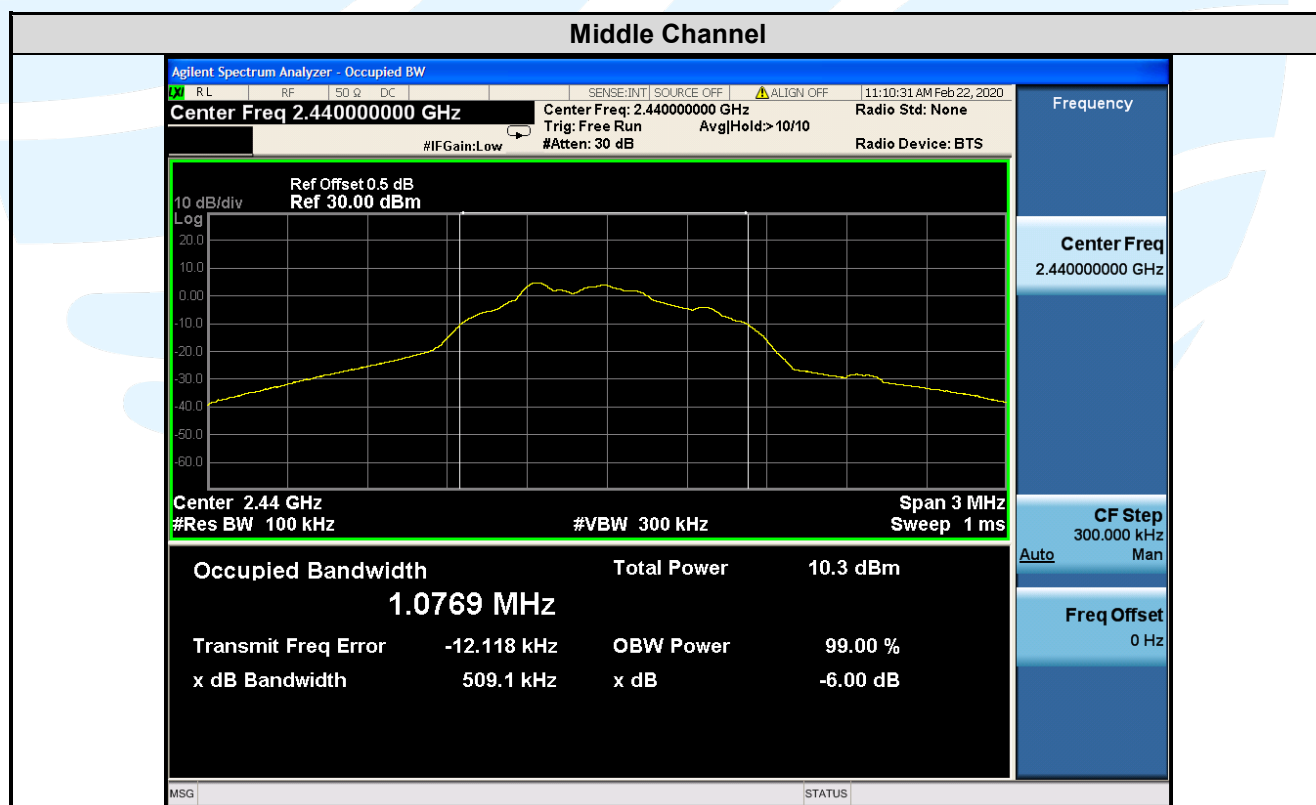 Middle Channel
Agilent Spectrum Analyzer - Occupied BW
LXI RL RF 50 Ω DC SENSE:INT SOURCE OFF ALIGN OFF 11:10:31 AM Feb 22, 2020
Center Freq 2.440000000 GHz
Center Freq: 2.440000000 GHz Radio Std: None
Trig: Free Run Avg|Hold:> 10/10
#IFGain:Low #Atten: 30 dB Radio Device: BTS
Frequency
Ref Offset 0.5 dB
10 dB/div Ref 30.00 dBm
Log
20.0
10.0
0.00
-10.0
-20.0
-30.0
-40.0
-50.0
-60.0
Center 2.44 GHz Span 3 MHz
#Res BW 100 kHz #VBW 300 kHz Sweep 1 ms
Center Freq
2.440000000 GHz
CF Step
300.000 kHz
Auto Man
Freq Offset
0 Hz
Occupied Bandwidth Total Power 10.3 dBm
1.0769 MHz
Transmit Freq Error -12.118 kHz OBW Power 99.00 %
x dB Bandwidth 509.1 kHz x dB -6.00 dB
MSG STATUS